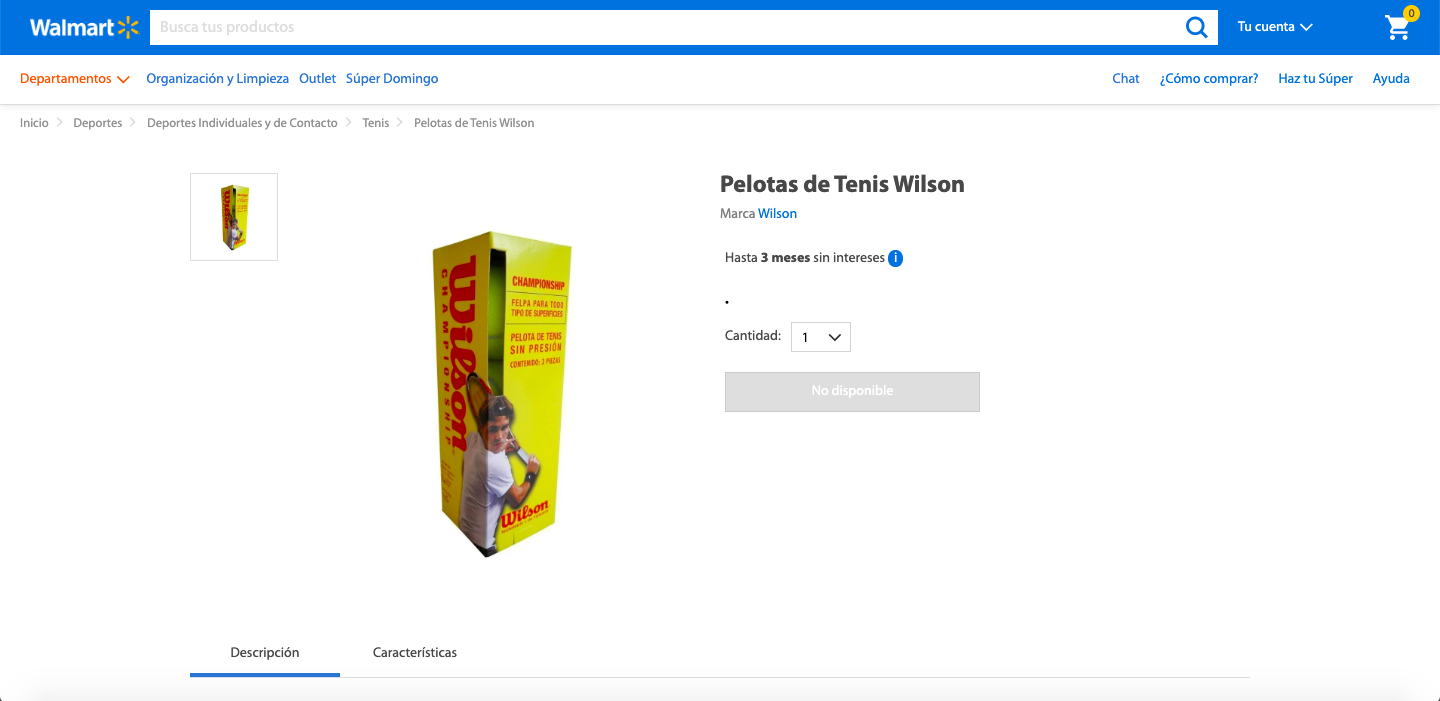 Walmart
Busca tus productos
Tu cuenta
0
Departamentos
Organización y Limpieza
Outlet
Súper Domingo
Chat
¿Cómo comprar?
Haz tu Súper
Ayuda
Inicio
Deportes
Deportes Individuales y de Contacto
Tenis
Pelotas de Tenis Wilson
Wilson
CHAMPIONSHIP
CHAMPIONSHIP
FELPA PARA TODO
TIPO DE SUPERFICIES
PELOTA DE TENIS
SIN PRESIÓN
CONTENIDO: 3 PIEZAS
Wilson
Pelotas de Tenis Wilson
Marca Wilson
Hasta 3 meses sin intereses i
.
Cantidad: 1
No disponible
Descripción
Características